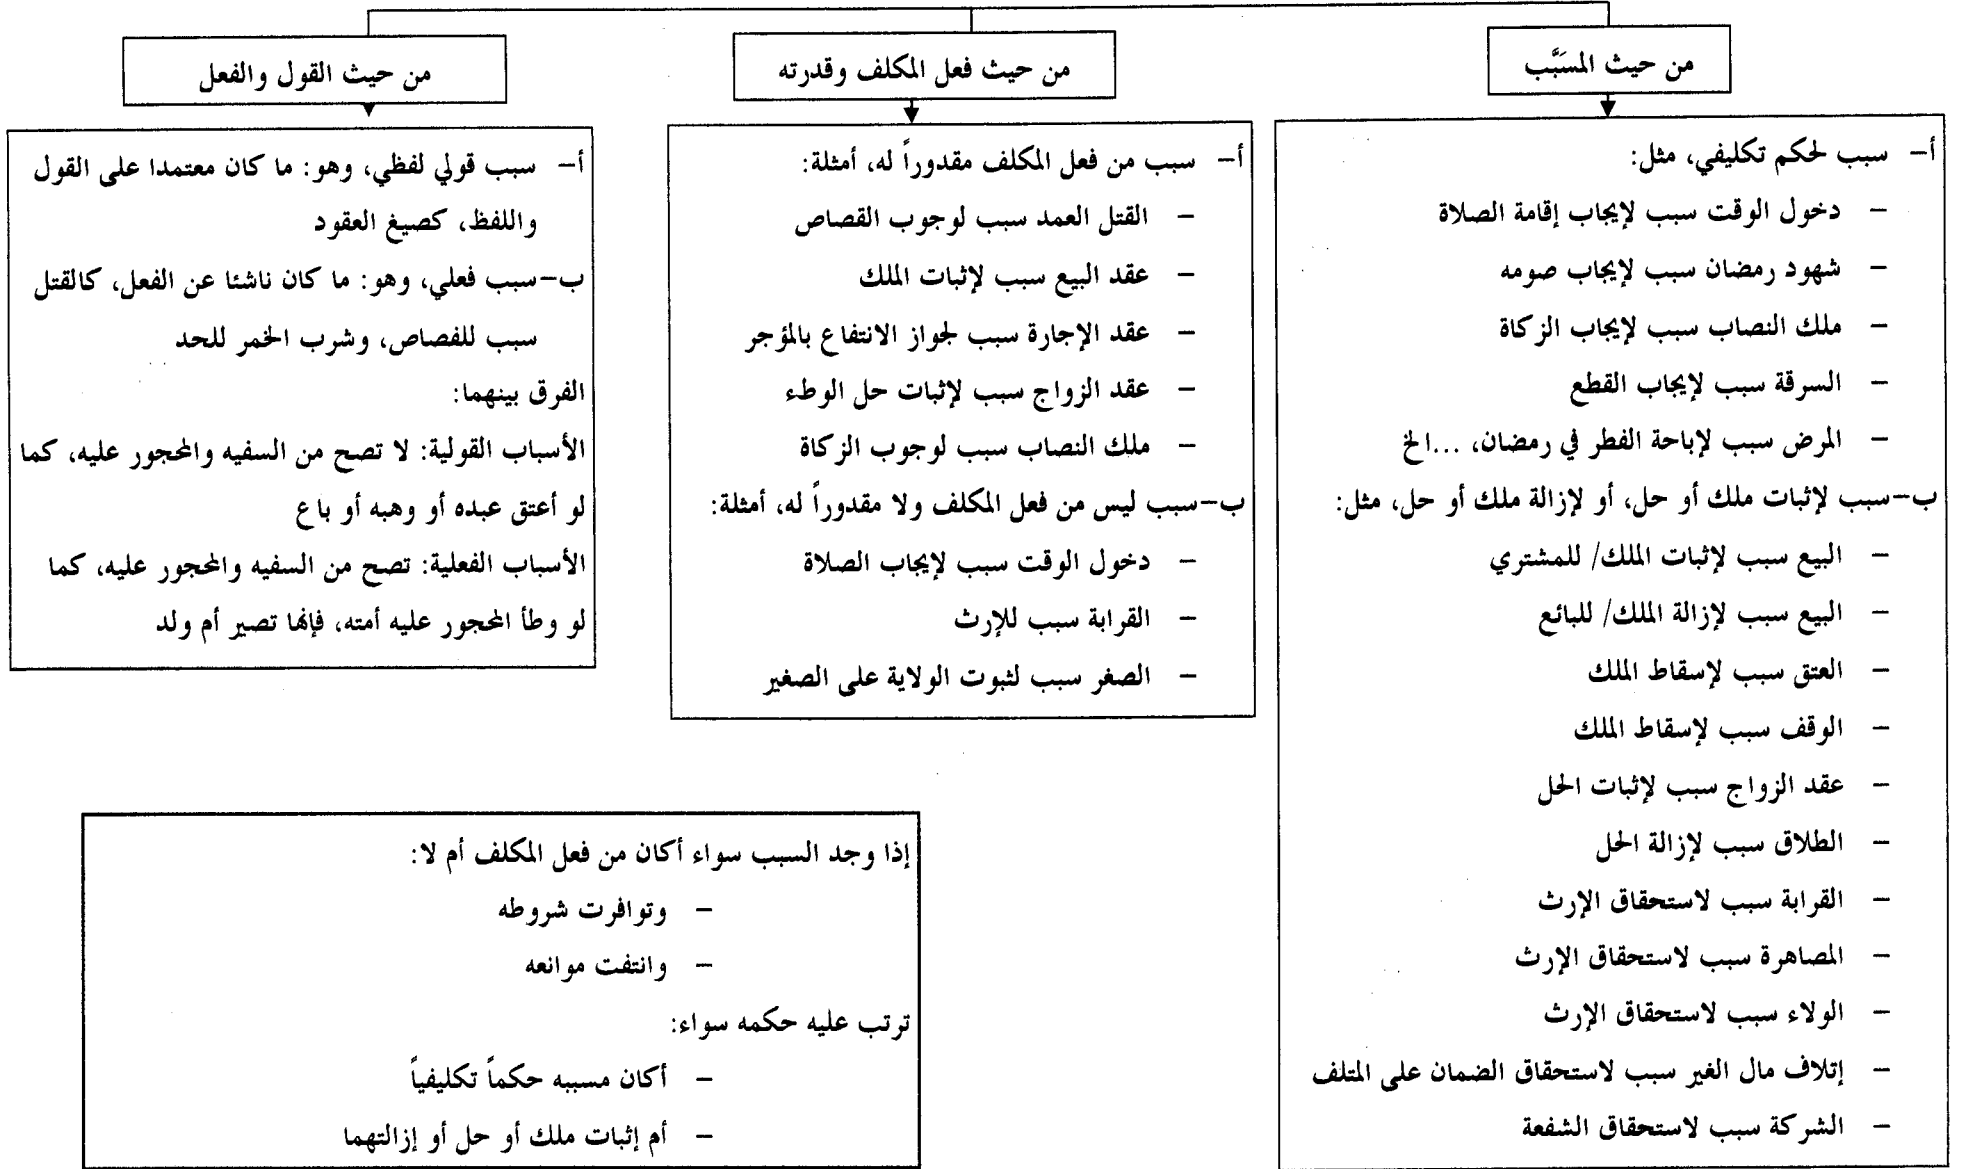 من حيث المسَبَّب
أ- سبب لحكم تكليفي، مثل:
- دخول الوقت سبب لإيجاب إقامة الصلاة
- شهود رمضان سبب لإيجاب صومه
- ملك النصاب سبب لإيجاب الزكاة
- السرقة سبب لإيجاب القطع
- المرض سبب لإباحة الفطر في رمضان، ...الخ
ب- سبب لإثبات ملك أو حل، أو لإزالة ملك أو حل، مثل:
- البيع سبب لإثبات الملك/ للمشتري
- البيع سبب لإزالة الملك/ للبائع
- العتق سبب لإسقاط الملك
- الوقف سبب لإسقاط الملك
- عقد الزواج سبب لإثبات الحل
- الطلاق سبب لإزالة الحل
- القرابة سبب لاستحقاق الإرث
- المصاهرة سبب لاستحقاق الإرث
- الولاء سبب لاستحقاق الإرث
- إتلاف مال الغير سبب لاستحقاق الضمان على المتلف
- الشركة سبب لاستحقاق الشفعة
من حيث فعل المكلف وقدرته
أ- سبب من فعل المكلف مقدوراً له، أمثلة:
- القتل العمد سبب لوجوب القصاص
- عقد البيع سبب لإثبات الملك
- عقد الإجارة سبب لجواز الانتفاع بالمؤجر
- عقد الزواج سبب لإثبات حل الوطء
- ملك النصاب سبب لوجوب الزكاة
ب- سبب ليس من فعل المكلف ولا مقدوراً له، أمثلة:
- دخول الوقت سبب لإيجاب الصلاة
- القرابة سبب للإرث
- الصغر سبب لثبوت الولاية على الصغير
من حيث القول والفعل
أ- سبب قولي لفظي، وهو: ما كان معتمدا على القول
واللفظ، كصيغ العقود
ب- سبب فعلي، وهو: ما كان ناشئا عن الفعل، كالقتل
سبب للفصاص، وشرب الخمر للحد
الفرق بينهما:
الأسباب القولية: لا تصح من السفيه والمحجور عليه، كما
لو أعتق عبده أو وهبه أو باع
الأسباب الفعلية: تصح من السفيه والمحجور عليه، كما
لو وطأ المحجور عليه أمته، فإنها تصير أم ولد
إذا وجد السبب سواء أكان من فعل المكلف أم لا:
- وتوافرت شروطه
- وانتفت موانعه
ترتب عليه حكمه سواء:
- أكان مسببه حكماً تكليفياً
- أم إثبات ملك أو حل أو إزالتهما